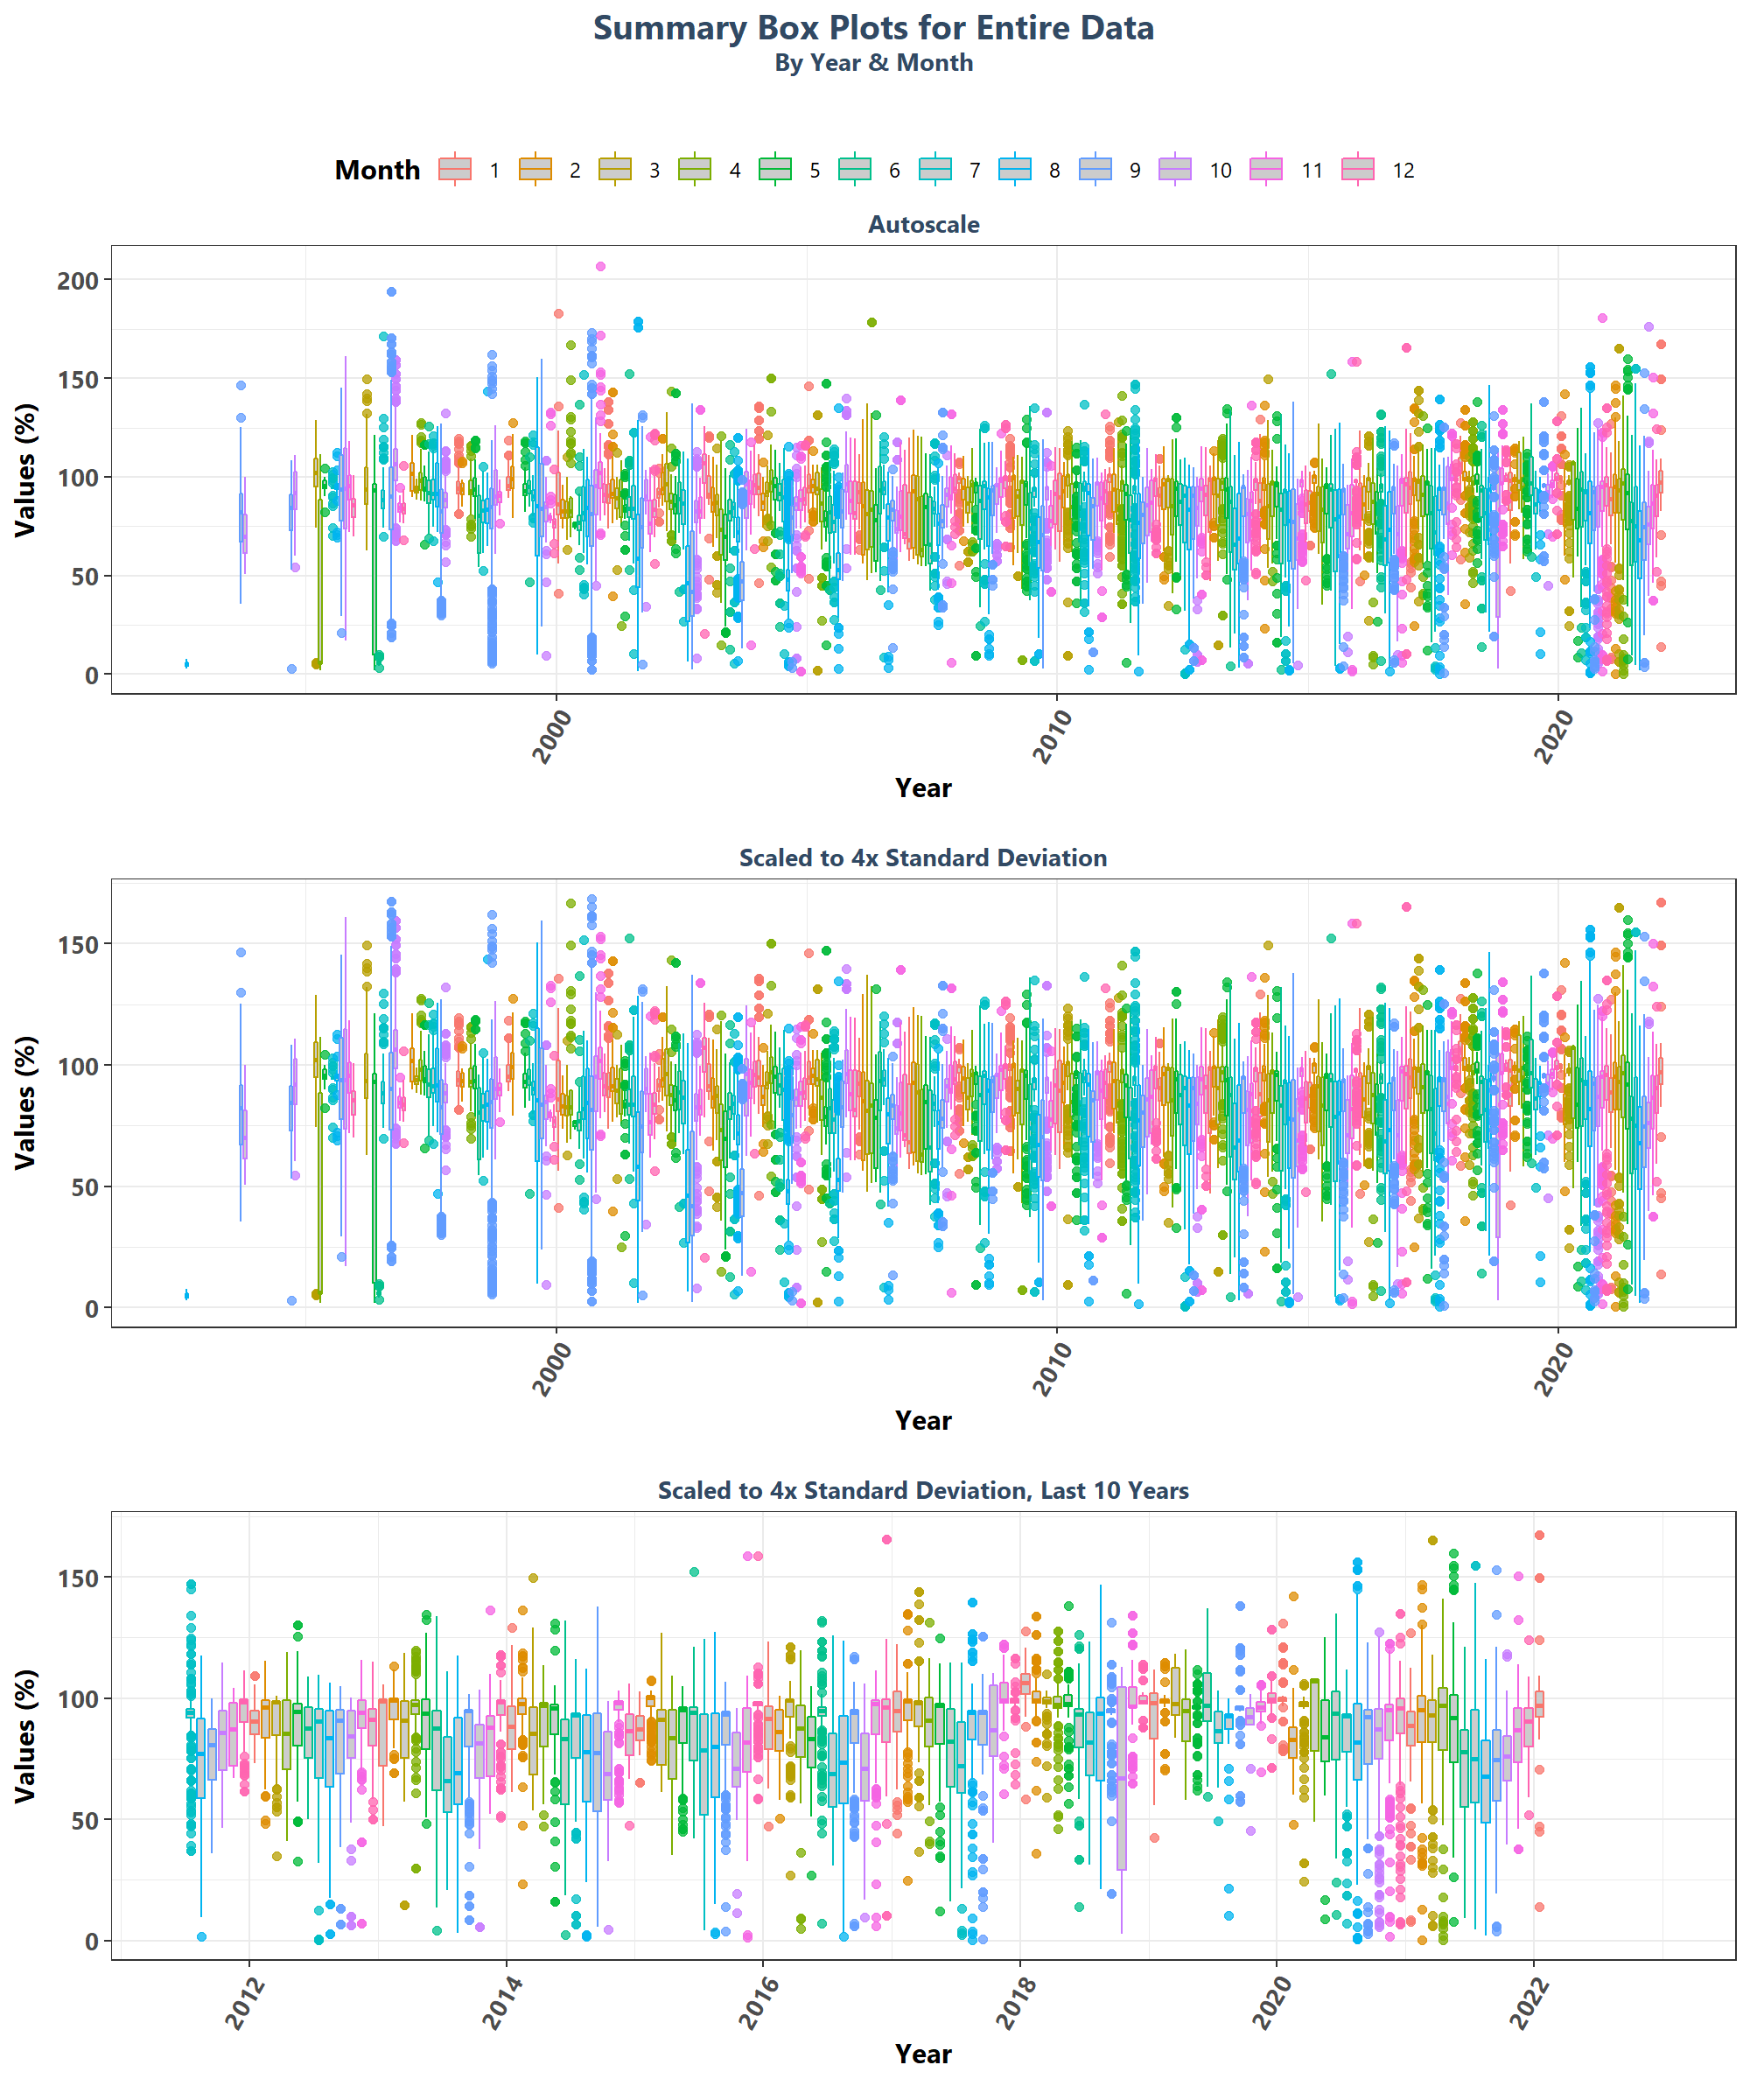 Summary Box Plots for Entire Data
By Year & Month
Month 1 2 3 4 5 6 7 8 9 10 11 12
Autoscale
Values (%)
200
150
100
50
0
2000 2010 2020
Year
Scaled to 4x Standard Deviation
Values (%)
150
100
50
0
2000 2010 2020
Year
Scaled to 4x Standard Deviation, Last 10 Years
Values (%)
150
100
50
0
2012 2014 2016 2018 2020 2022
Year